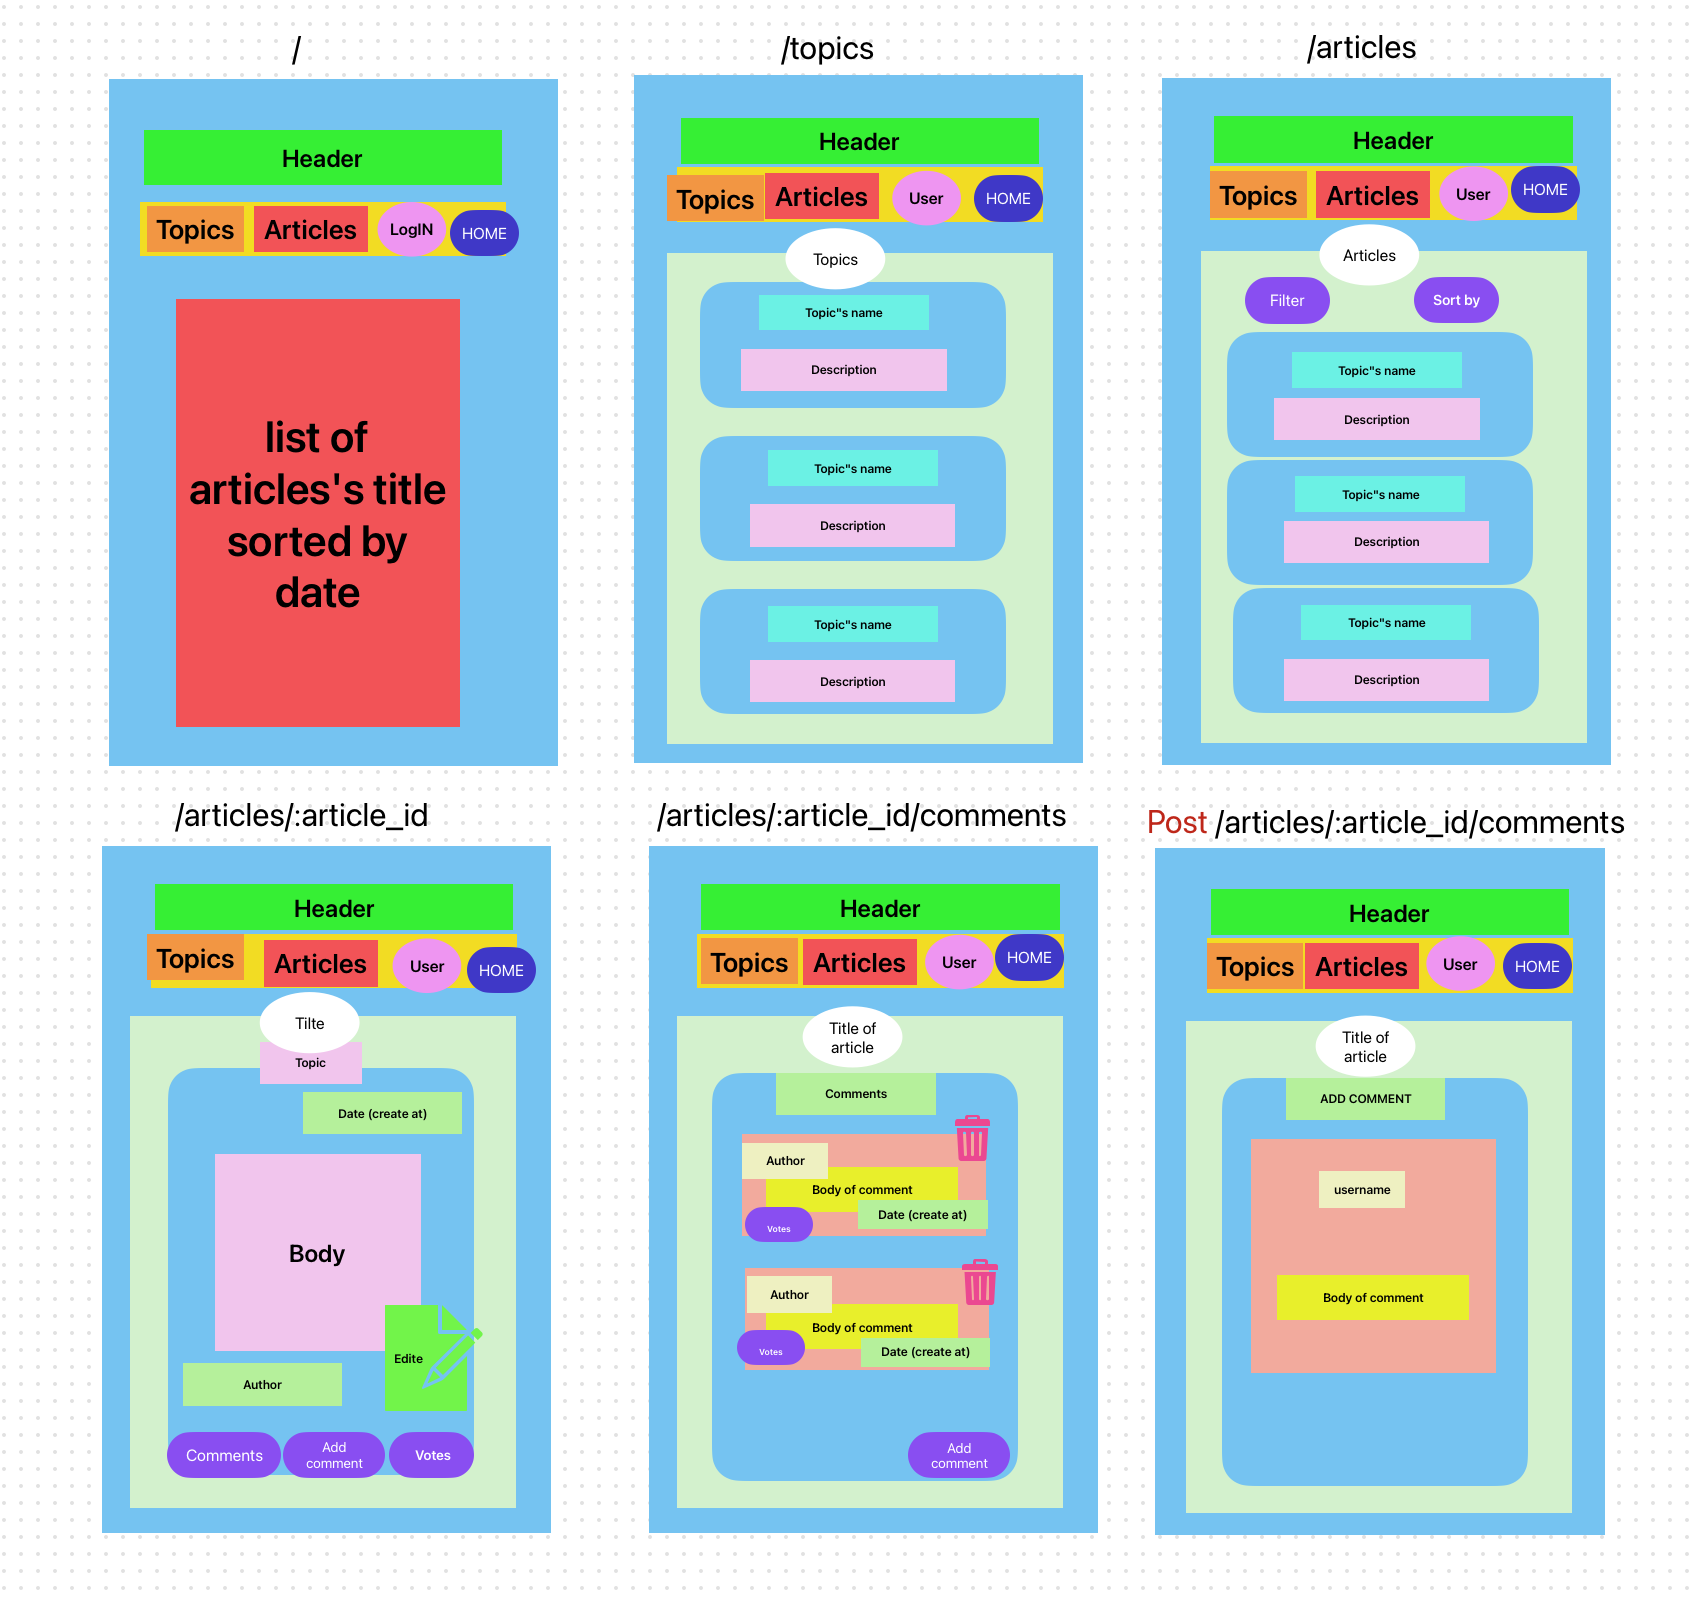 /
Header
Topics
Articles
LogIN
HOME
list of
articles's title
sorted by
date
/topics
Header
Topics
Articles
User
HOME
Topics
Topic"s name
Description
Topic"s name
Description
Topic"s name
Description
/articles
Header
Topics
Articles
User
HOME
Articles
Filter
Sort by
Topic"s name
Description
Topic"s name
Description
Topic"s name
Description
/articles/:article_id
Header
Topics
Articles
User
HOME
Tilte
Topic
Date (create at)
Body
Edite
Author
Comments
Add
comment
Votes
/articles/:article_id/comments
Header
Topics
Articles
User
HOME
Title of
article
Comments
Author
Body of comment
Date (create at)
Votes
Author
Body of comment
Votes
Date (create at)
Add
comment
Post /articles/:article_id/comments
Header
Topics
Articles
User
HOME
Title of
article
ADD COMMENT
username
Body of comment